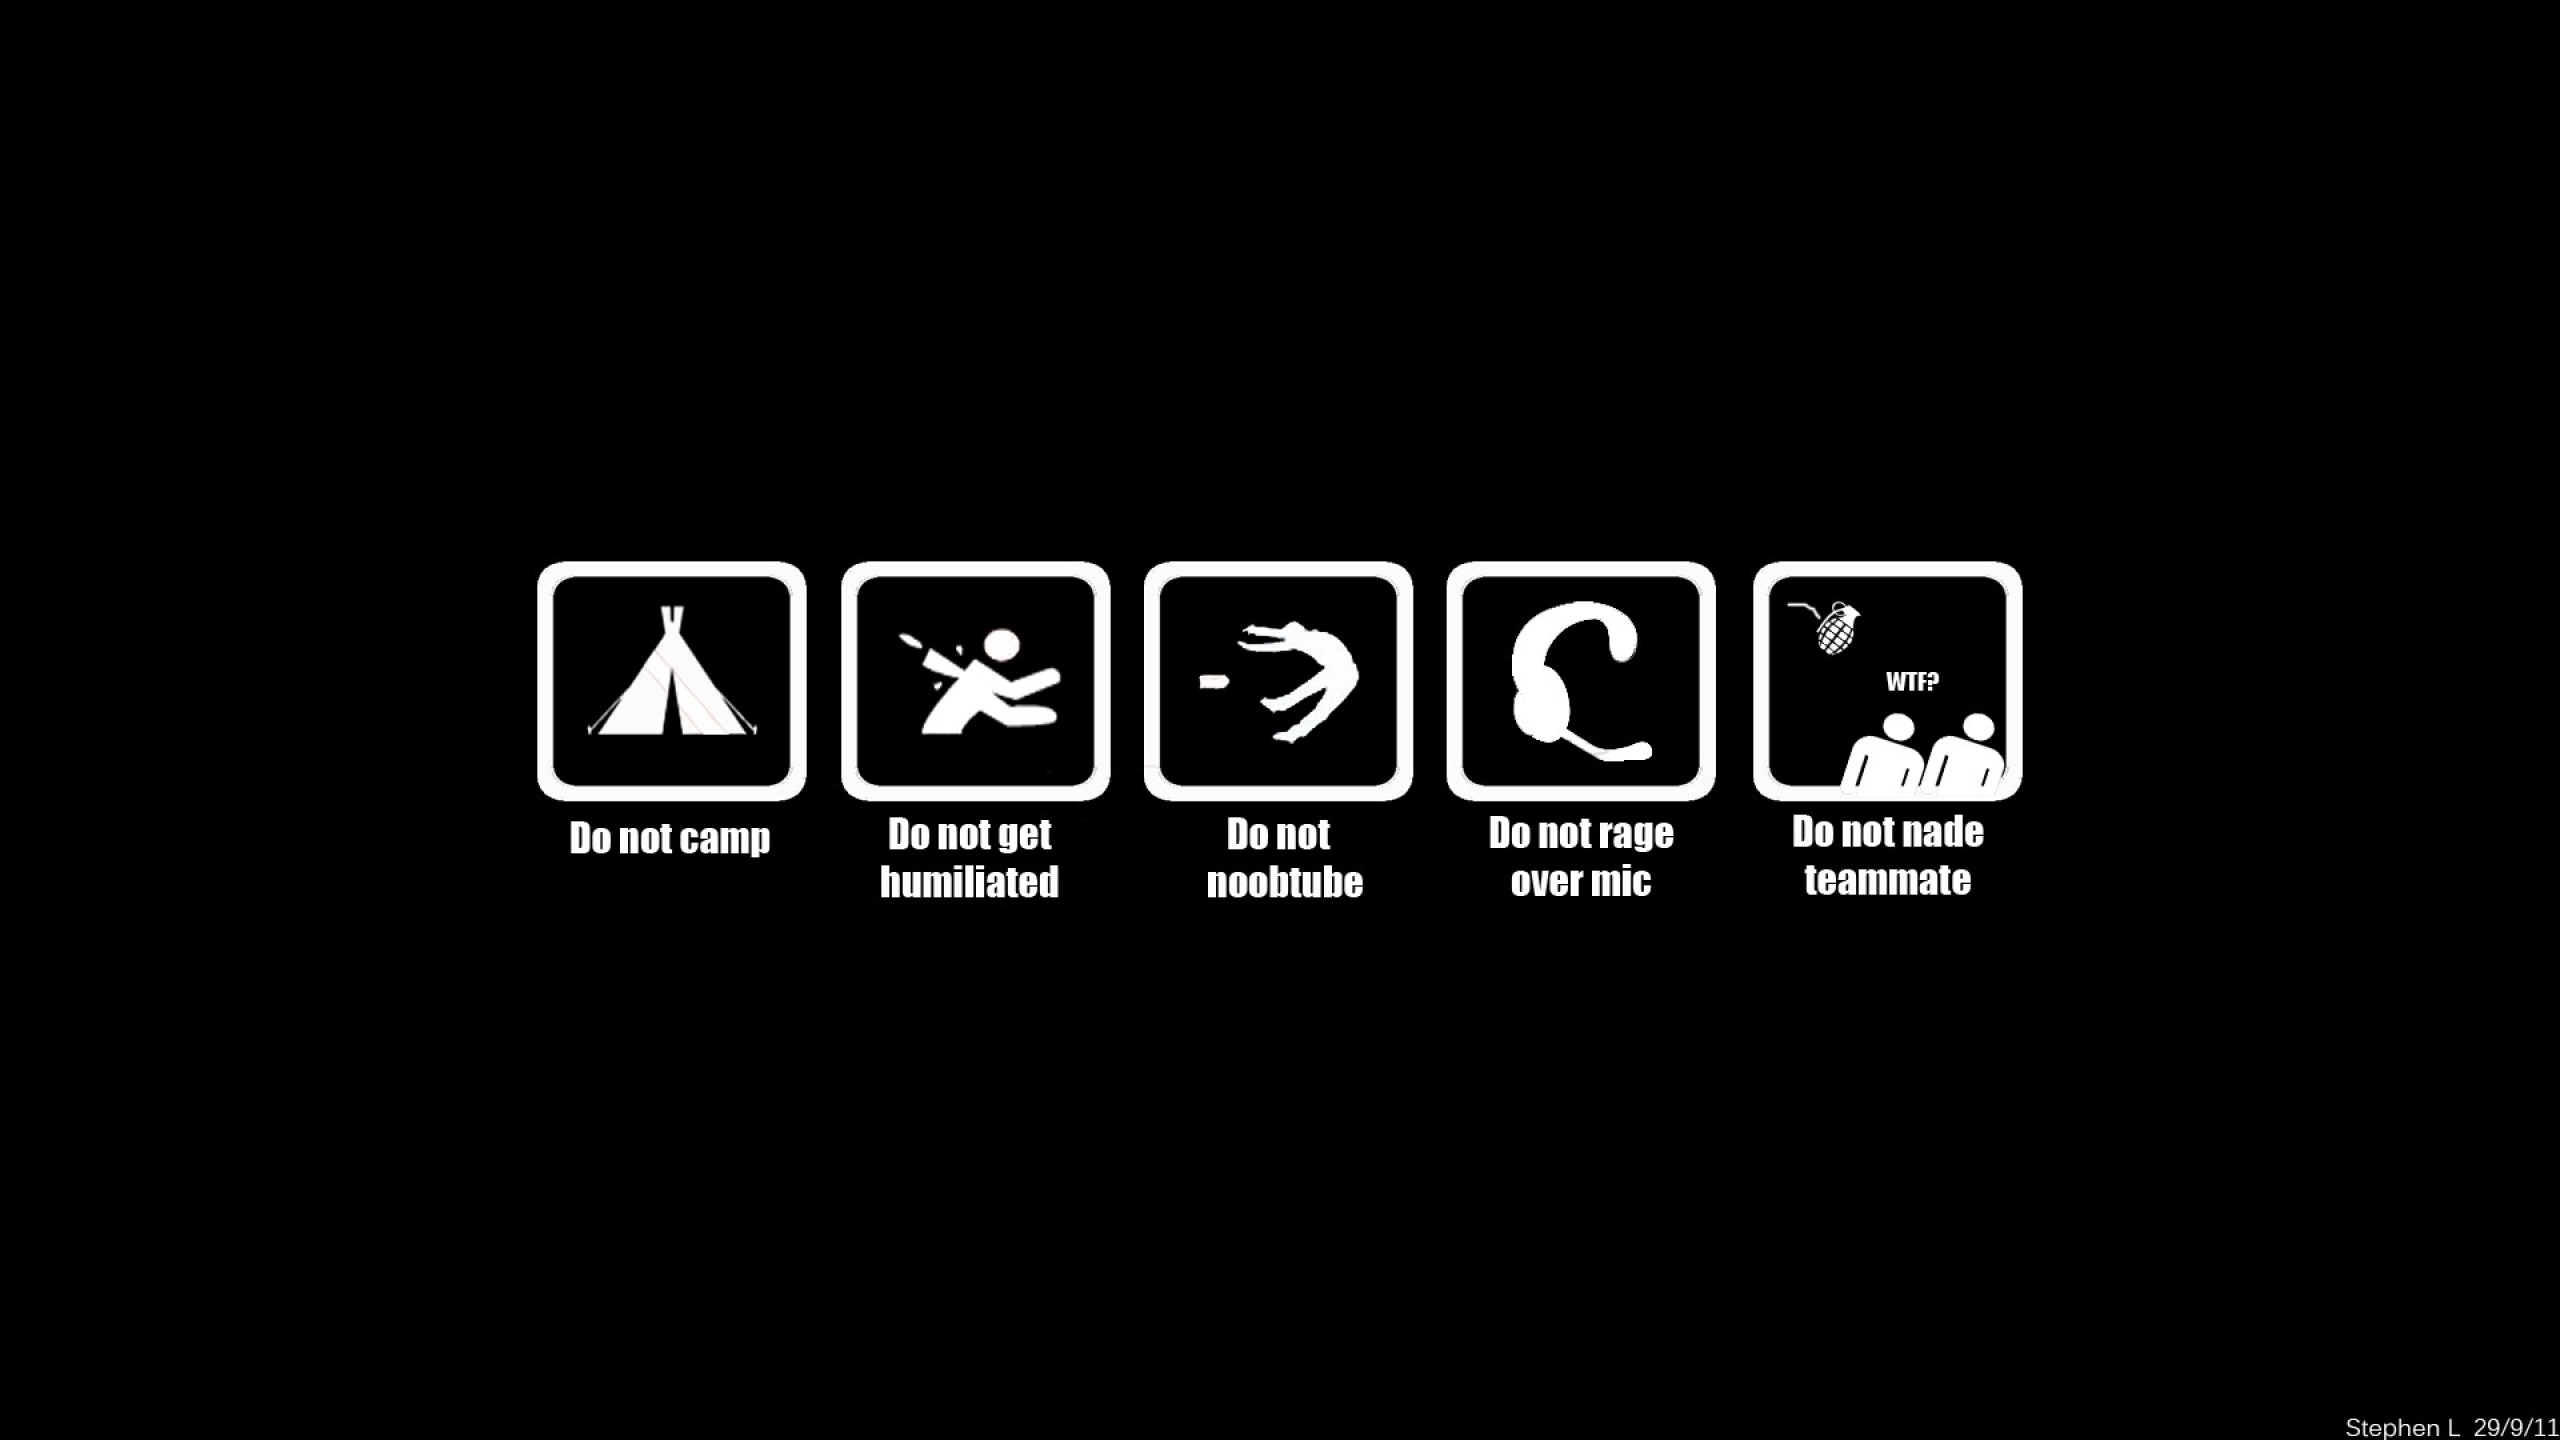 WTF?
Do not camp
Do not get
humiliated
Do not
noobtube
Do not rage
over mic
Do not nade
teammate
Stephen L  29/9/11